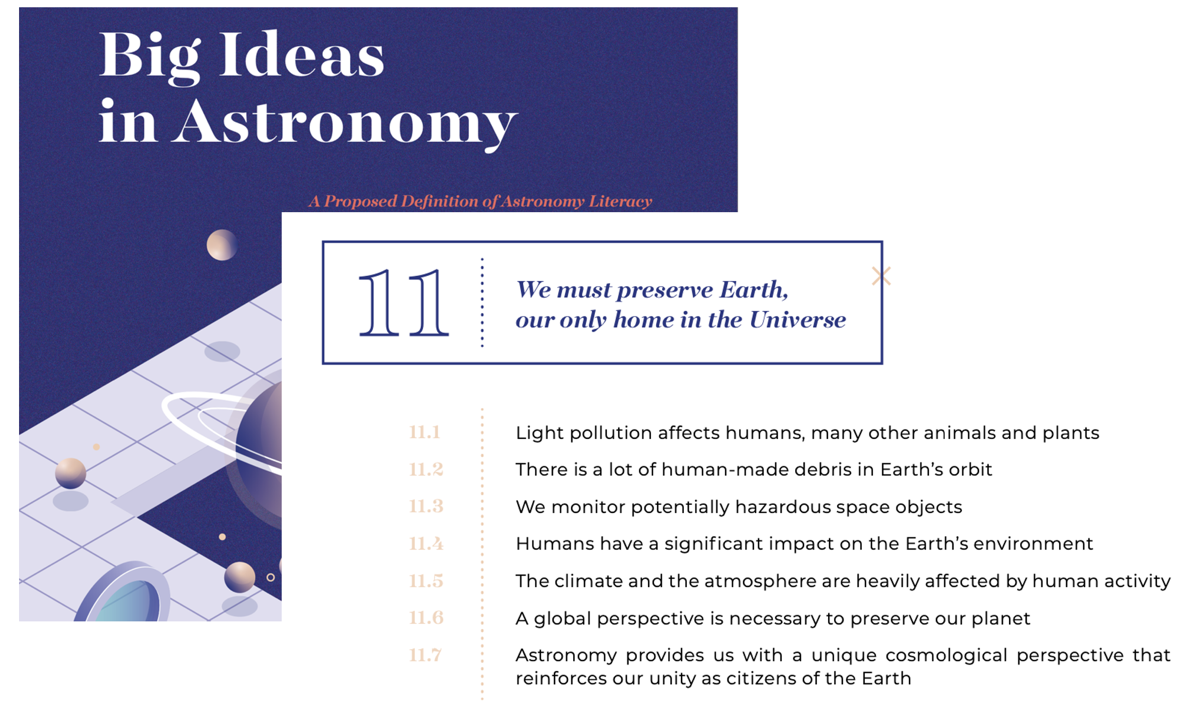 Big Ideas
in Astronomy
A Proposed Definition of Astronomy Literacy
11
We must preserve Earth,
our only home in the Universe
11.1 Light pollution affects humans, many other animals and plants
11.2 There is a lot of human-made debris in Earth’s orbit
11.3 We monitor potentially hazardous space objects
11.4 Humans have a significant impact on the Earth’s environment
11.5 The climate and the atmosphere are heavily affected by human activity
11.6 A global perspective is necessary to preserve our planet
11.7 Astronomy provides us with a unique cosmological perspective that
reinforces our unity as citizens of the Earth